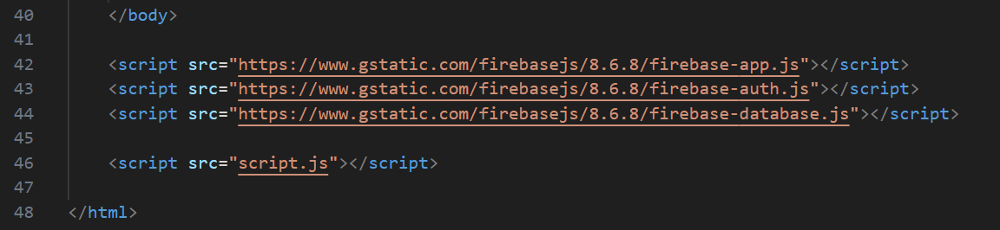 40 </body>
41
42 <script src="https://www.gstatic.com/firebasejs/8.6.8/firebase-app.js"></script>
43 <script src="https://www.gstatic.com/firebasejs/8.6.8/firebase-auth.js"></script>
44 <script src="https://www.gstatic.com/firebasejs/8.6.8/firebase-database.js"></script>
45
46 <script src="script.js"></script>
47
48 </html>